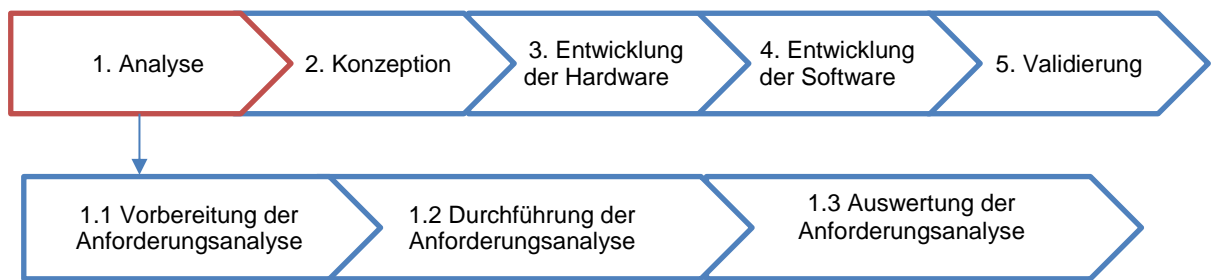 1. Analyse
2. Konzeption
3. Entwicklung
der Hardware
4. Entwicklung
der Software
5. Validierung
1.1 Vorbereitung der
Anforderungsanalyse
1.2 Durchführung der
Anforderungsanalyse
1.3 Auswertung der
Anforderungsanalyse